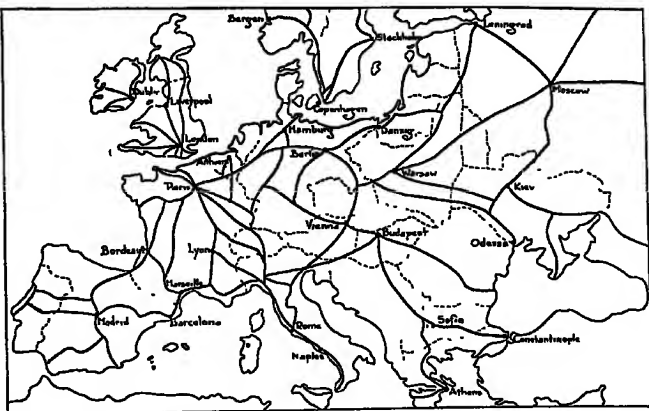 Bergen
Stockholm
Leningrad
Dublin
Liverpool
Copenhagen
Moscow
London
Hamburg
Danzig
Antwerp
Berlin
Warsaw
Paris
Kiev
Vienna
Budapest
Odessa
Bordeaux
Lyon
Marseille
Madrid
Barcelona
Rome
Sofia
Constantinople
Naples
Athens